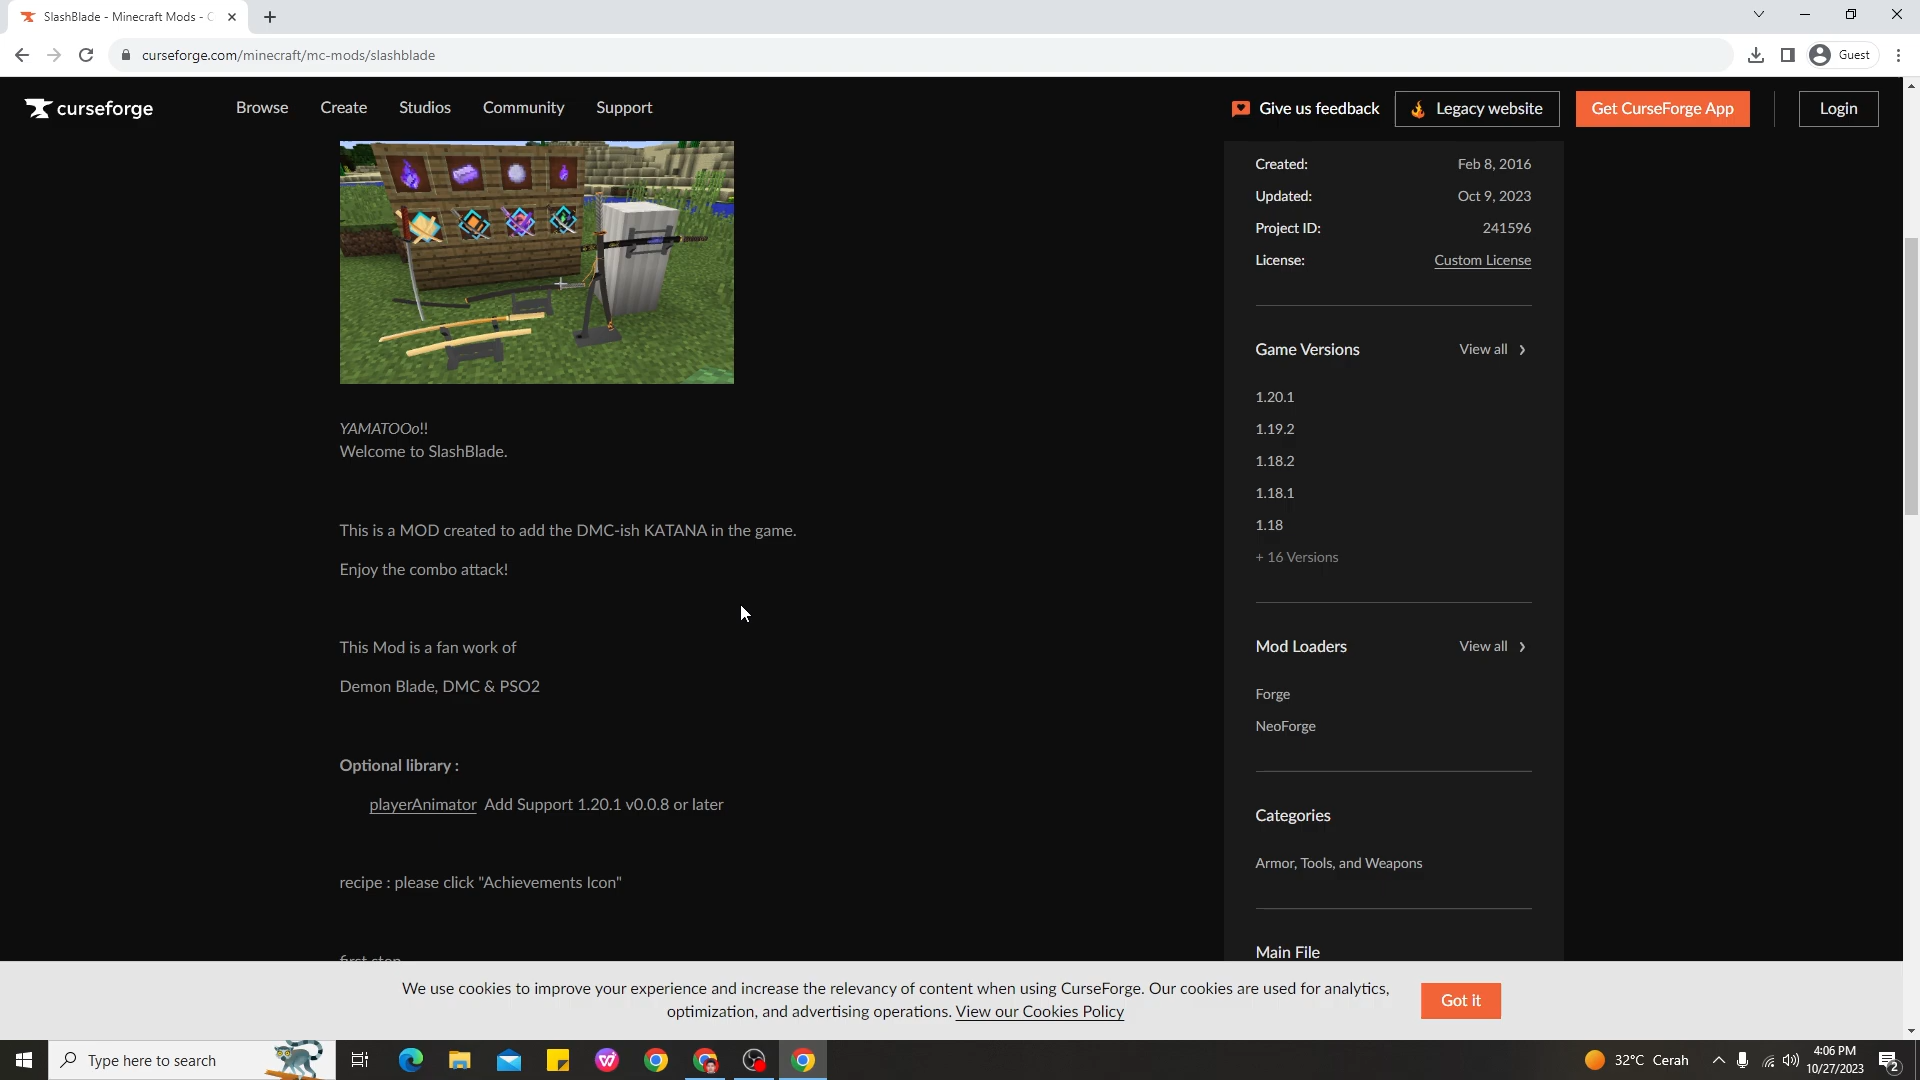 SlashBlade - Minecraft Mods - C
curseforge.com/minecraft/mc-mods/slashblade
Guest
curseforge
Browse
Create
Studios
Community
Support
Give us feedback
Legacy website
Get CurseForge App
Login
YAMATOOo!!
Welcome to SlashBlade.
This is a MOD created to add the DMC-ish KATANA in the game.
Enjoy the combo attack!
This Mod is a fan work of
Demon Blade, DMC & PSO2
Optional library :
playerAnimator Add Support 1.20.1 v0.0.8 or later
recipe : please click "Achievements Icon"
first step
Created: Feb 8, 2016
Updated: Oct 9, 2023
Project ID: 241596
License: Custom License
Game Versions View all
1.20.1
1.19.2
1.18.2
1.18.1
1.18
+ 16 Versions
Mod Loaders View all
Forge
NeoForge
Categories
Armor, Tools, and Weapons
Main File
We use cookies to improve your experience and increase the relevancy of content when using CurseForge. Our cookies are used for analytics,
optimization, and advertising operations. View our Cookies Policy
Got it
Type here to search
32°C Cerah
4:06 PM
10/27/2023
2